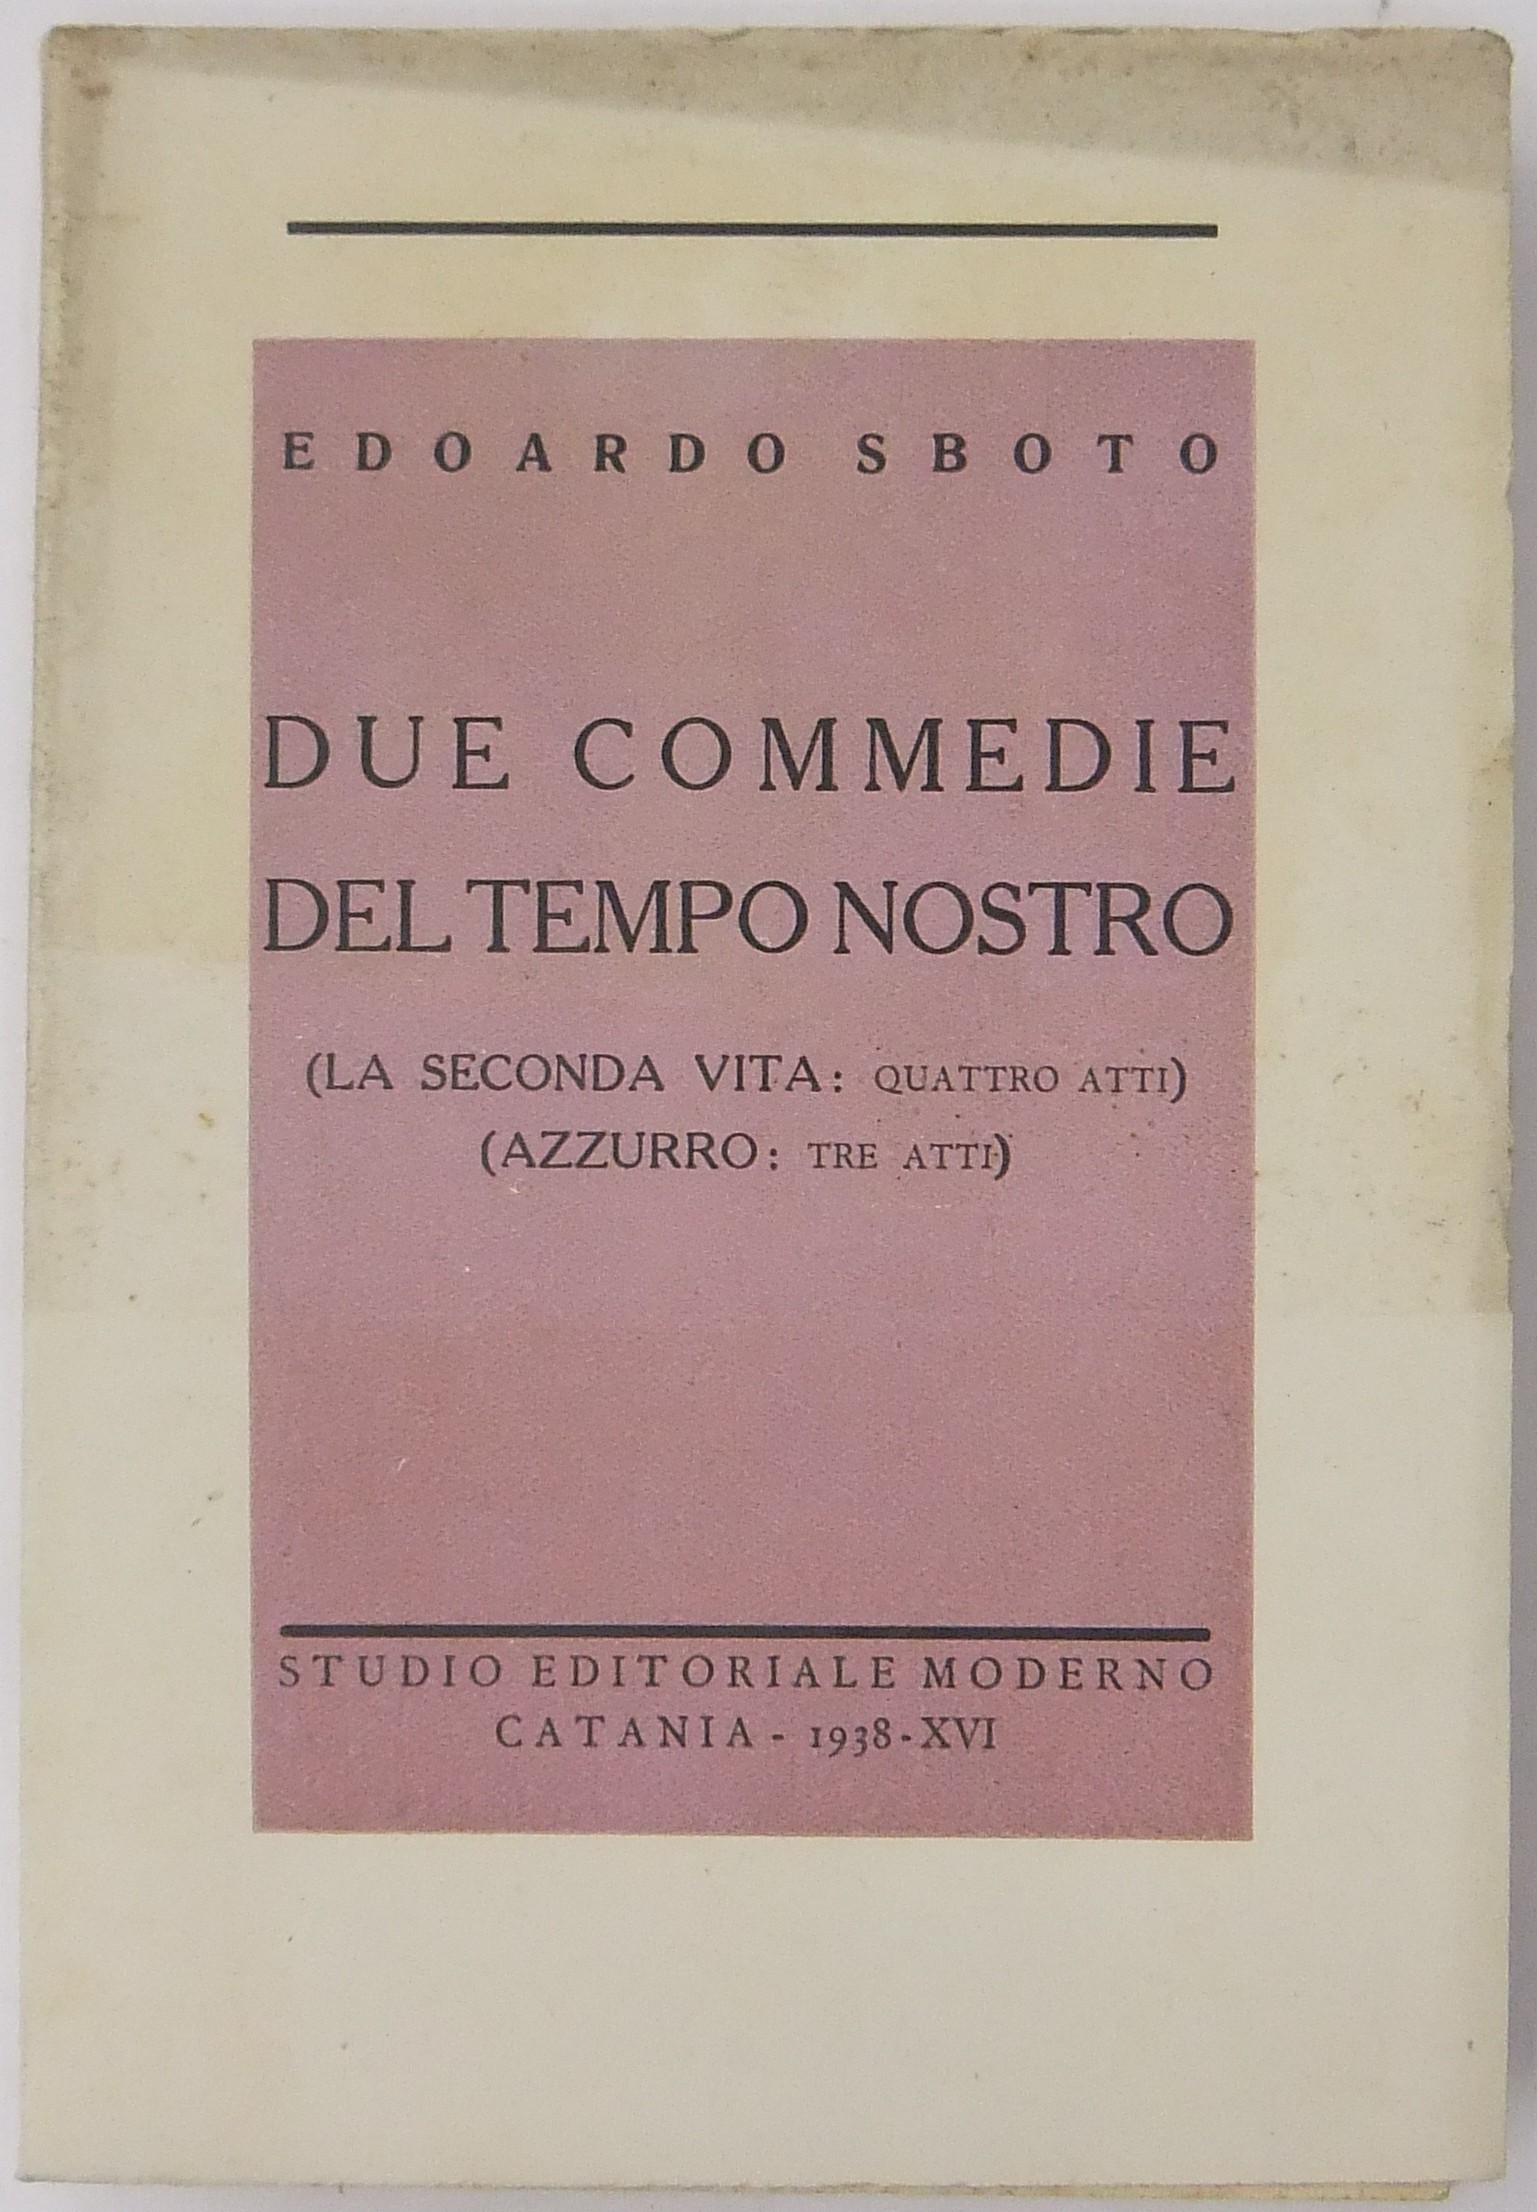 EDOARDO SBOTO
DUE COMMEDIE
DEL TEMPO NOSTRO
(LA SECONDA VITA: QUATTRO ATTI)
(AZZURRO: TRE ATTI)
STUDIO EDITORIALE MODERNO
CATANIA - 1938-XVI